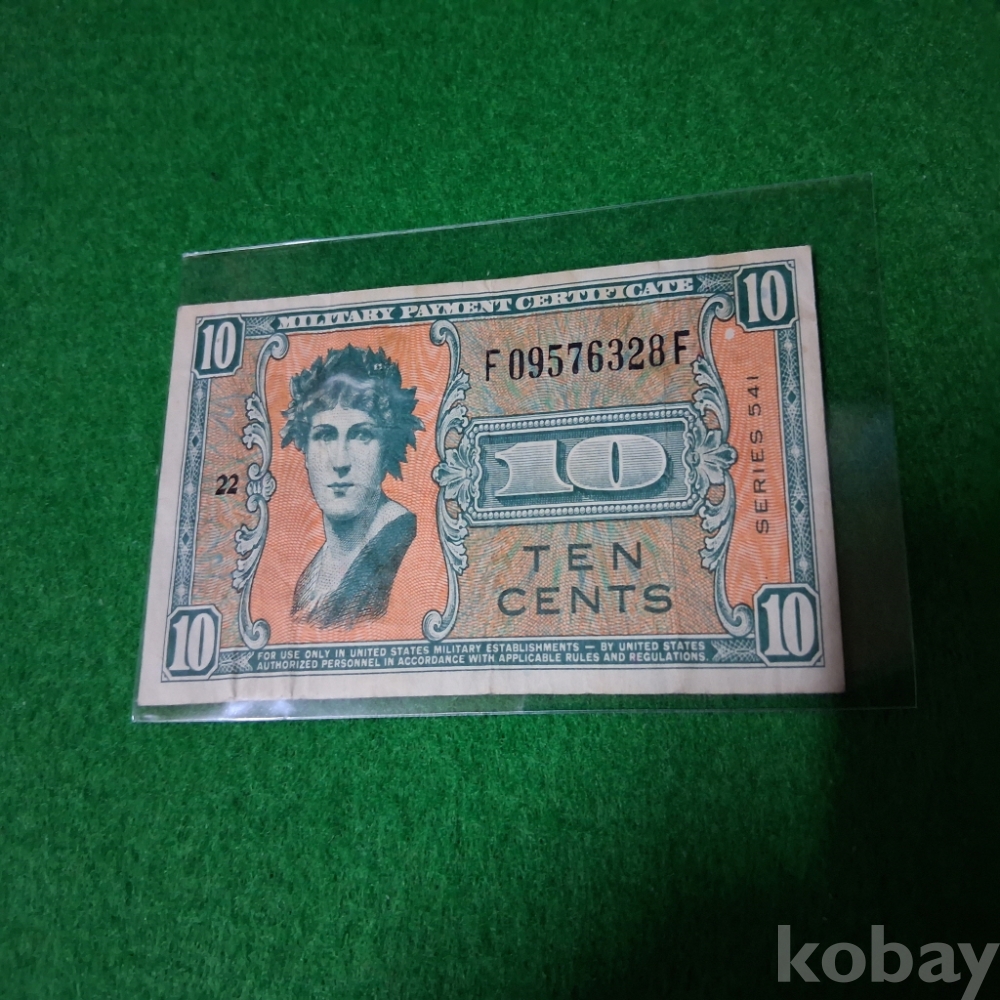 10 MILITARY PAYMENT CERTIFICATE 10
F09576328F
10
SERIES 541
22
TEN
CENTS
10 10
FOR USE ONLY IN UNITED STATES MILITARY ESTABLISHMENTS — BY UNITED STATES
AUTHORIZED PERSONNEL IN ACCORDANCE WITH APPLICABLE RULES AND REGULATIONS.
kobay